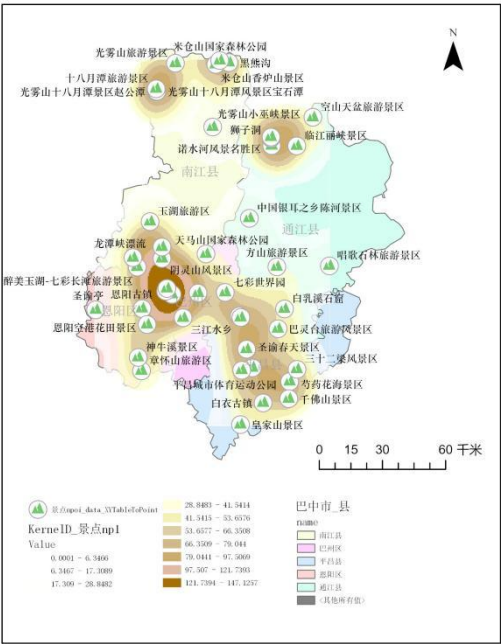 N
光雾山旅游景区
米仓山国家森林公园
黑熊沟
十八月潭旅游景区
米仓山香炉山景区
光雾山十八月潭景区赵公潭
光雾山十八月潭风景区宝石潭
光雾山小巫峡景区
空山天盆旅游景区
狮子洞
临江丽峡景区
诺水河风景名胜区
南江县
玉湖旅游区
中国银耳之乡陈河景区
通江县
龙潭峡漂流
天马山国家森林公园
方山旅游景区
唱歌石林旅游景区
阴灵山风景区
醉美玉湖-七彩长滩旅游景区
七彩世界园
圣谕亭
恩阳古镇
白乳溪石窟
恩阳空港花田景区
三江水乡
巴灵台旅游风景区
神牛溪景区
圣谕春天景区
章怀山旅游区
三十二梁风景区
平昌城市体育运动公园
芍药花海景区
白衣古镇
千佛山景区
皇家山景区
0 15 30 60 千米
景点npoi_data_XYTableToPoint
KernelD_景点np1
Value
0.0001 - 6.3466
6.3467 - 17.3089
17.309 - 28.8482
28.8483 - 41.5414
41.5415 - 53.6576
53.6577 - 66.3508
66.3509 - 79.044
79.0441 - 97.5069
97.507 - 121.7393
121.7394 - 147.1257
巴中市_县
name
南江县
巴州区
平昌县
恩阳区
通江县
<其他所有值>